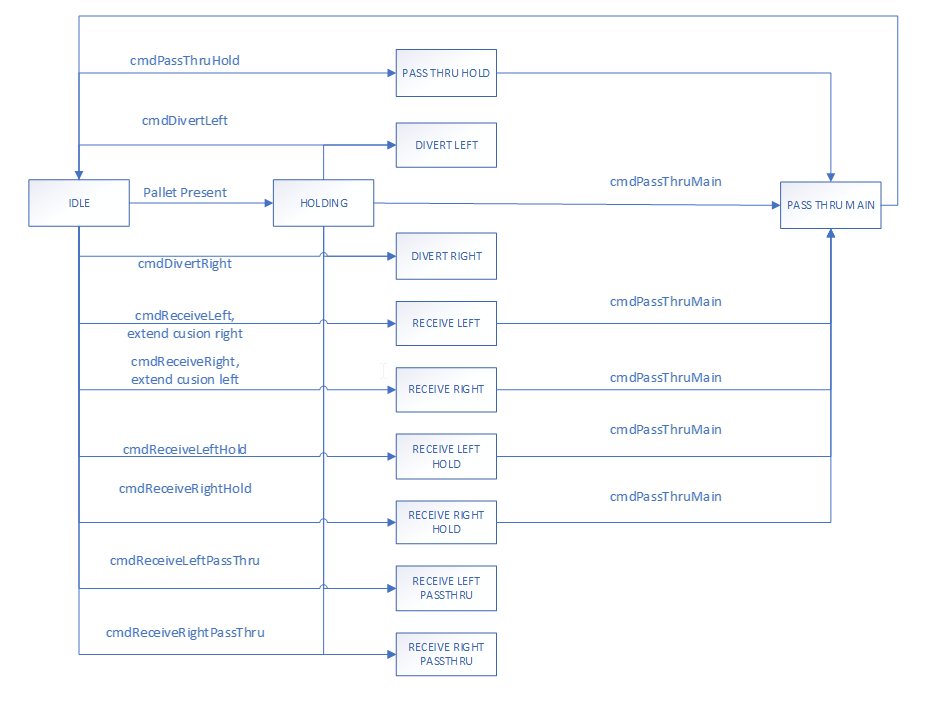 cmdPassThruHold
PASS THRU HOLD
cmdDivertLeft
DIVERT LEFT
IDLE
Pallet Present
HOLDING
cmdPassThruMain
PASS THRU MAIN
cmdDivertRight
DIVERT RIGHT
cmdReceiveLeft,
extend cusion right
RECEIVE LEFT
cmdPassThruMain
cmdReceiveRight,
extend cusion left
RECEIVE RIGHT
cmdPassThruMain
cmdReceiveLeftHold
RECEIVE LEFT
HOLD
cmdPassThruMain
cmdReceiveRightHold
RECEIVE RIGHT
HOLD
cmdPassThruMain
cmdReceiveLeftPassThru
RECEIVE LEFT
PASSTHRU
cmdReceiveRightPassThru
RECEIVE RIGHT
PASSTHRU